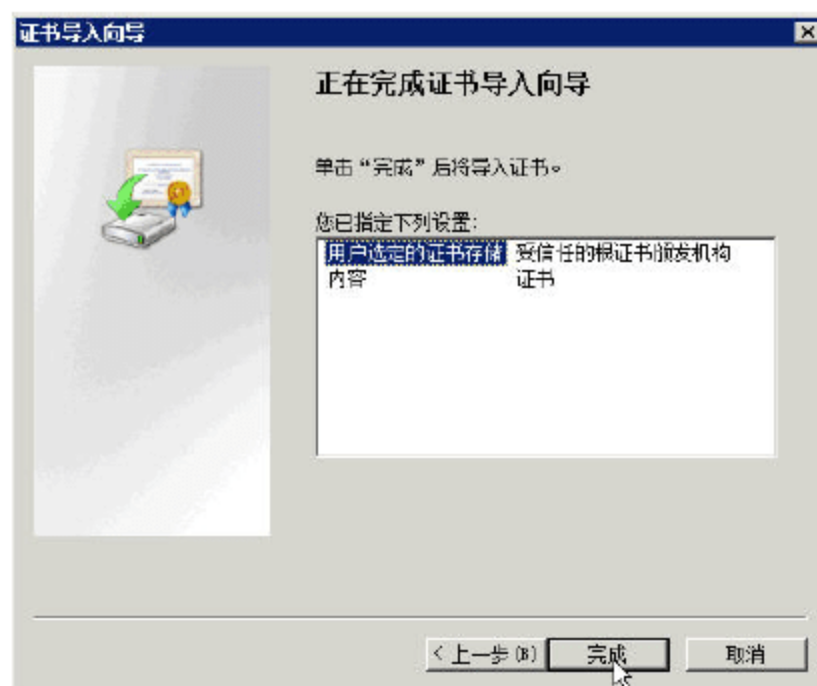 证书导入向导
正在完成证书导入向导
单击“完成”后将导入证书。
您已指定下列设置:
用户选定的证书存储 受信任的根证书颁发机构
内容 证书
< 上一步(B) 完成 取消